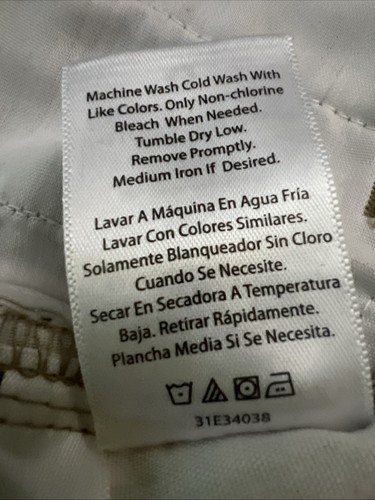 Machine Wash Cold Wash With
Like Colors. Only Non-chlorine
Bleach When Needed.
Tumble Dry Low.
Remove Promptly.
Medium Iron If Desired.
Lavar A Máquina En Agua Fría
Lavar Con Colores Similares.
Solamente Blanqueador Sin Cloro
Cuando Se Necesite.
Secar En Secadora A Temperatura
Baja. Retirar Rápidamente.
Plancha Media Si Se Necesita.
31E34038